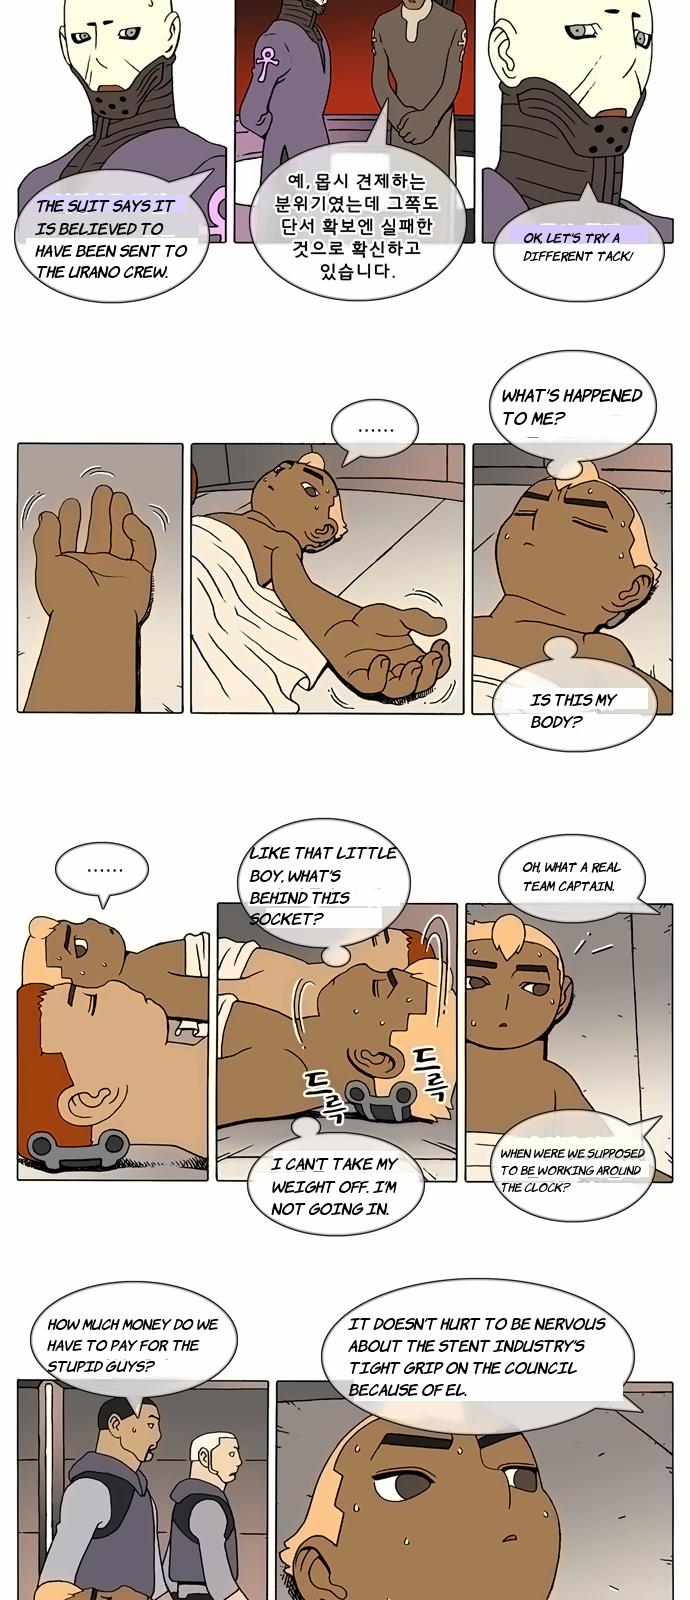 THE SUIT SAYS IT
IS BELIEVED TO
HAVE BEEN SENT TO
THE URANO CREW.
예, 몹시 견제하는
분위기였는데 그쪽도
단서 확보엔 실패한
것으로 확신하고
있습니다.
OK, LET'S TRY A
DIFFERENT TACK!
......
WHAT'S HAPPENED
TO ME?
IS THIS MY
BODY?
......
LIKE THAT LITTLE
BOY, WHAT'S
BEHIND THIS
SOCKET?
드륵
드륵
I CAN'T TAKE MY
WEIGHT OFF. I'M
NOT GOING IN.
OH, WHAT A REAL
TEAM CAPTAIN.
WHEN WERE WE SUPPOSED
TO BE WORKING AROUND
THE CLOCK?
HOW MUCH MONEY DO WE
HAVE TO PAY FOR THE
STUPID GUYS?
IT DOESN'T HURT TO BE NERVOUS
ABOUT THE STENT INDUSTRY'S
TIGHT GRIP ON THE COUNCIL
BECAUSE OF EL.